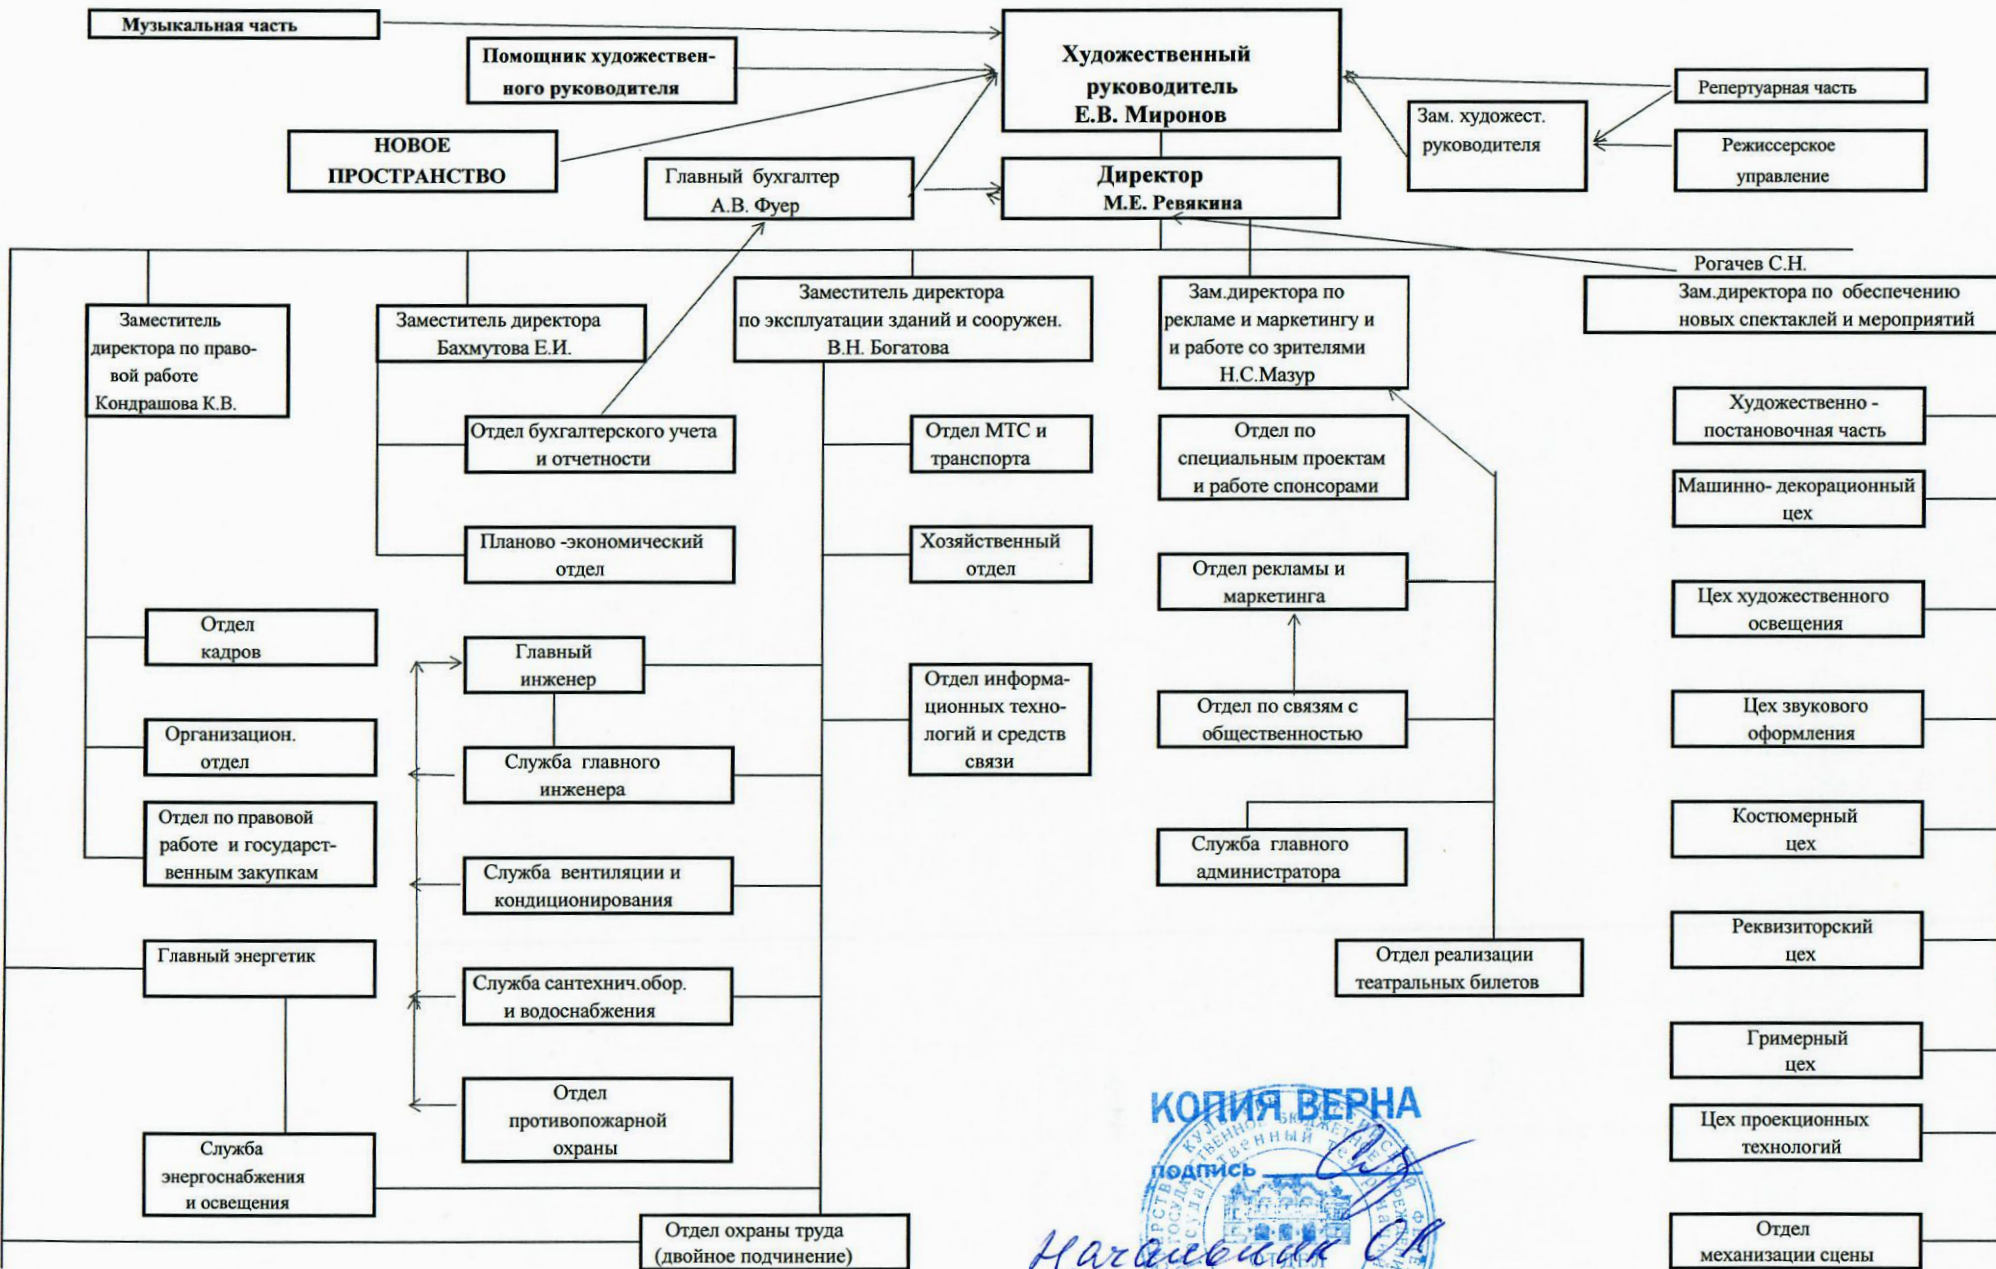 Музыкальная часть
Помощник художествен-
ного руководителя
НОВОЕ
ПРОСТРАНСТВО
Художественный
руководитель
Е.В. Миронов
Зам. художест.
руководителя
Репертуарная часть
Режиссерское
управление
Главный бухгалтер
А.В. Фуер
Директор
М.Е. Ревякина
Заместитель
директора по право-
вой работе
Кондрашова К.В.
Заместитель директора
Бахмутова Е.И.
Заместитель директора
по эксплуатации зданий и сооружен.
В.Н. Богатова
Зам.директора по
рекламе и маркетингу и
и работе со зрителями
Н.С.Мазур
Рогачев С.Н.
Зам.директора по обеспечению
новых спектаклей и мероприятий
Отдел бухгалтерского учета
и отчетности
Планово -экономический
отдел
Отдел МТС и
транспорта
Хозяйственный
отдел
Отдел информа-
ционных техно-
логий и средств
связи
Отдел по
специальным проектам
и работе спонсорами
Отдел рекламы и
маркетинга
Отдел по связям с
общественностью
Служба главного
администратора
Отдел реализации
театральных билетов
Отдел
кадров
Организацион.
отдел
Отдел по правовой
работе и государст-
венным закупкам
Главный энергетик
Служба
энергоснабжения
и освещения
Главный
инженер
Служба главного
инженера
Служба вентиляции и
кондиционирования
Служба сантехнич.обор.
и водоснабжения
Отдел
противопожарной
охраны
Отдел охраны труда
(двойное подчинение)
Художественно -
постановочная часть
Машинно- декорационный
цех
Цех художественного
освещения
Цех звукового
оформления
Костюмерный
цех
Реквизиторский
цех
Гримерный
цех
Цех проекционных
технологий
Отдел
механизации сцены
КОПИЯ ВЕРНА
подпись
Начальник ОК
ОТДЕЛ